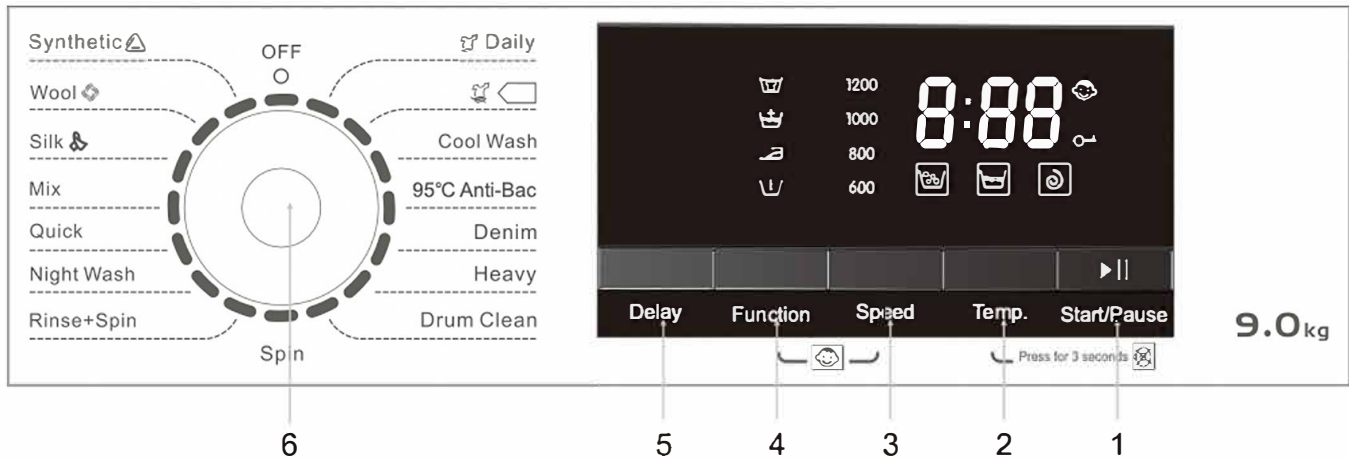 Synthetic
Wool
Silk
Mix
Quick
Night Wash
Rinse+Spin
OFF
Spin
Daily
Cool Wash
95°C Anti-Bac
Denim
Heavy
Drum Clean
1200
1000
800
600
8:88
Delay
Function
Speed
Temp.
Start/Pause
Press for 3 seconds
9.0kg
6
5
4
3
2
1